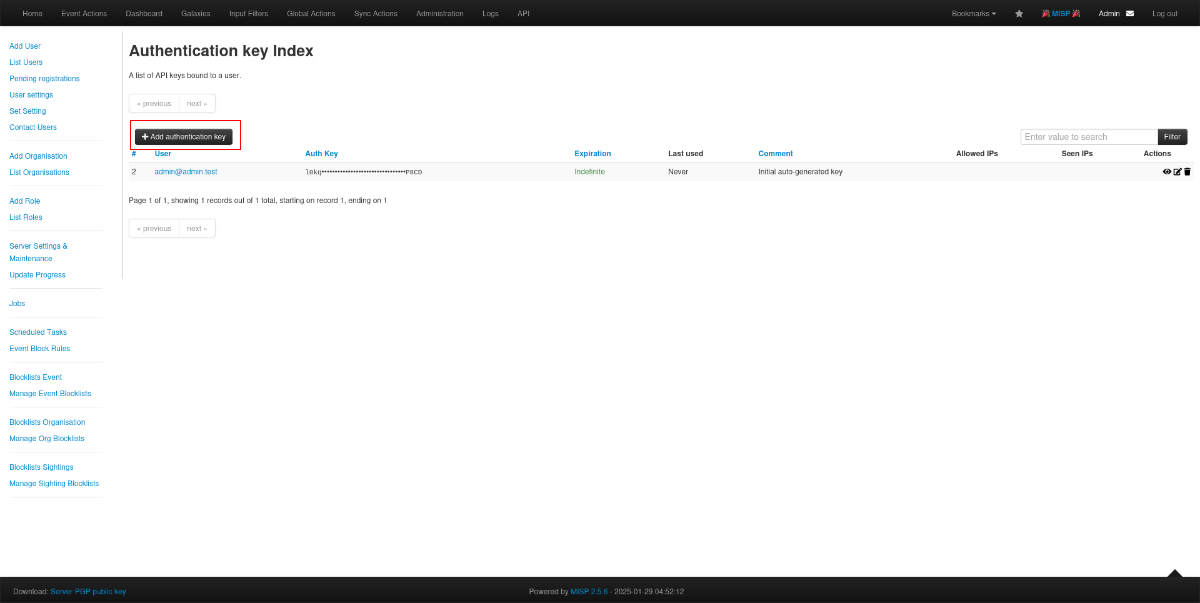 Home Event Actions Dashboard Galaxies Input Filters Global Actions Sync Actions Administration Logs API Bookmarks MISP Admin Log out
Add User
List Users
Pending registrations
User settings
Set Setting
Contact Users
Add Organisation
List Organisations
Add Role
List Roles
Server Settings &
Maintenance
Update Progress
Jobs
Scheduled Tasks
Event Block Rules
Blocklists Event
Manage Event Blocklists
Blocklists Organisation
Manage Org Blocklists
Blocklists Sightings
Manage Sighting Blocklists
Authentication key Index
A list of API keys bound to a user.
« previous next »
Add authentication key Enter value to search Filter
# User Auth Key Expiration Last used Comment Allowed IPs Seen IPs Actions
2 admin@admin.test Indefinite Never Initial auto-generated key
Page 1 of 1, showing 1 records out of 1 total, starting on record 1, ending on 1
« previous next »
Download: Server PGP public key Powered by MISP 2.5.6 - 2025-01-29 04:52:12